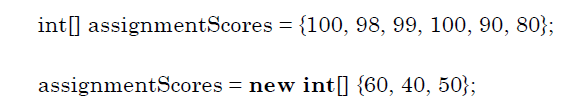 int[] assignmentScores = {100, 98, 99, 100, 90, 80};
assignmentScores = new int[] {60, 40, 50};